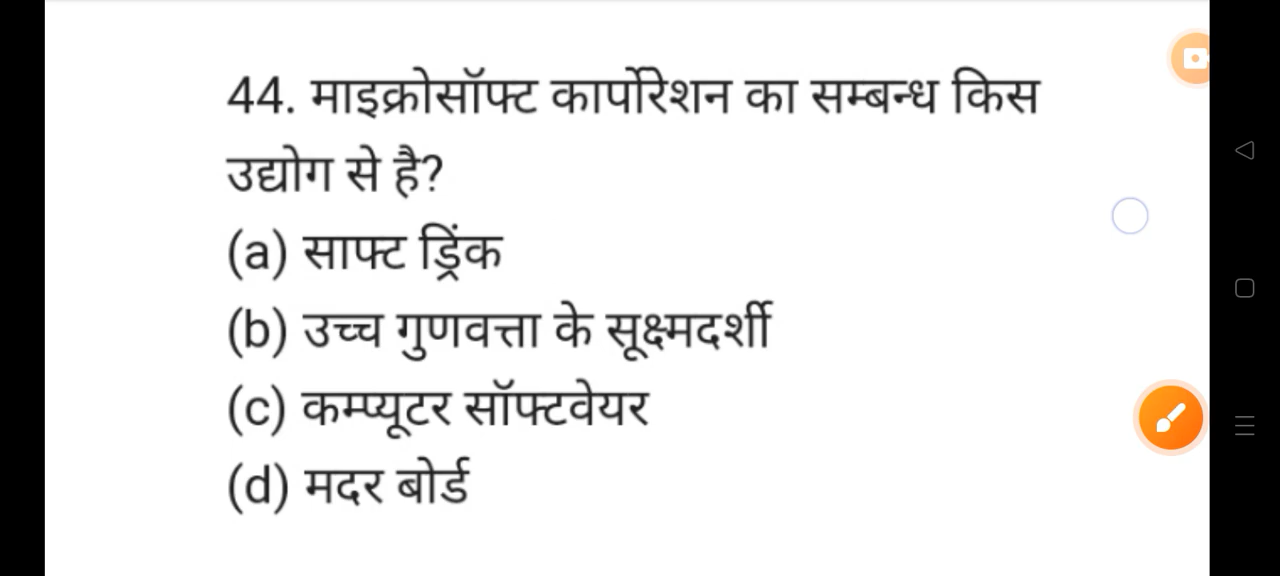 44. माइक्रोसॉफ्ट कार्पोरेशन का सम्बन्ध किस
उद्योग से है?
(a) साफ्ट ड्रिंक
(b) उच्च गुणवत्ता के सूक्ष्मदर्शी
(c) कम्प्यूटर सॉफ्टवेयर
(d) मदर बोर्ड